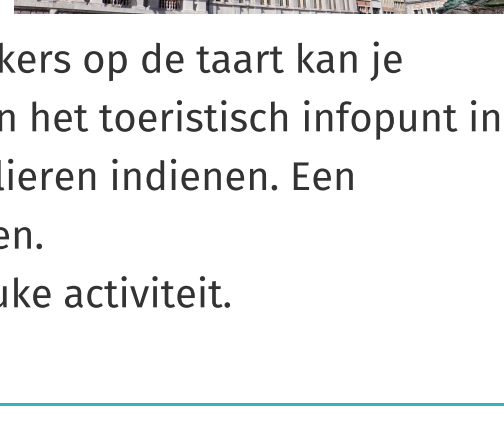 kers op de taart kan je
n het toeristisch infopunt in
lieren indienen. Een
en.
uke activiteit.